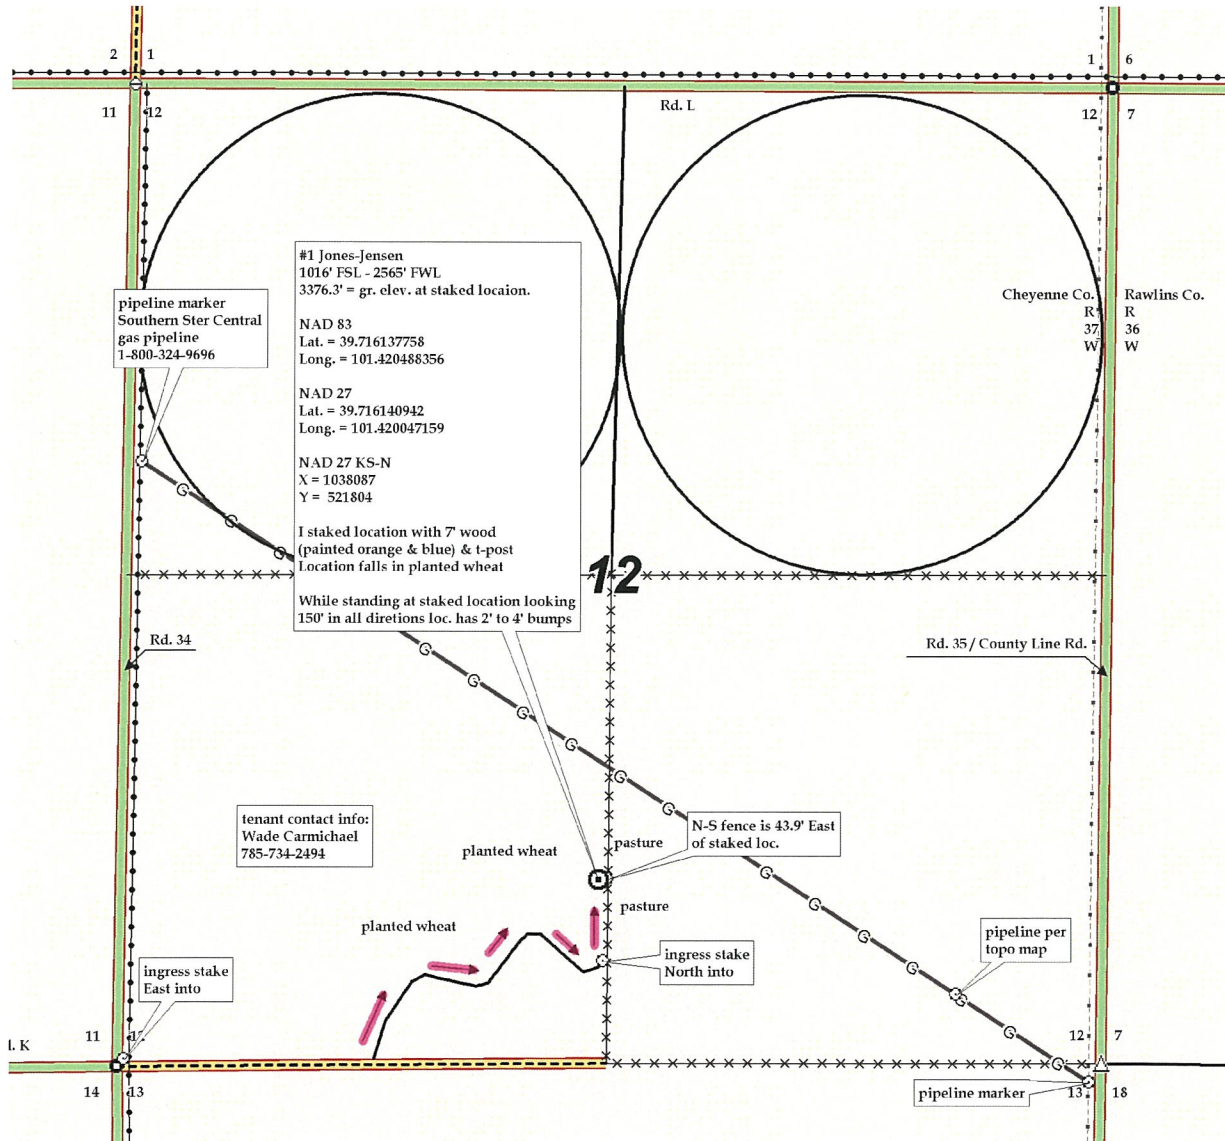 2 1
1 6
11 12
Rd. L
12 7
#1 Jones-Jensen
1016' FSL - 2565' FWL
3376.3' = gr. elev. at staked locaion.
NAD 83
Lat. = 39.716137758
Long. = 101.420488356
NAD 27
Lat. = 39.716140942
Long. = 101.420047159
NAD 27 KS-N
X = 1038087
Y = 521804
I staked location with 7' wood
(painted orange & blue) & t-post
Location falls in planted wheat
While standing at staked location looking
150' in all diretions loc. has 2' to 4' bumps
pipeline marker
Southern Ster Central
gas pipeline
1-800-324-9696
Cheyenne Co.
R
37
W
Rawlins Co.
R
36
W
12
Rd. 34
Rd. 35 / County Line Rd.
tenant contact info:
Wade Carmichael
785-734-2494
planted wheat
pasture
N-S fence is 43.9' East
of staked loc.
planted wheat
pasture
pipeline per
topo map
ingress stake
North into
ingress stake
East into
G G G G G G G G G G G G G G G G G
11
12 7
. K
14 13
pipeline marker
13 18